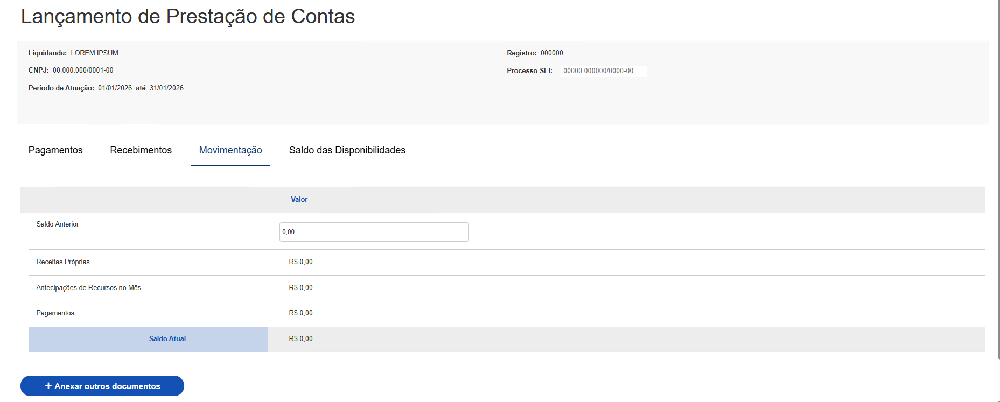 Lançamento de Prestação de Contas
Liquidanda: LOREM IPSUM
Registro: 000000
CNPJ: 00.000.000/0001-00
Processo SEI: 00000.000000/0000-00
Período de Atuação: 01/01/2026 até 31/01/2026
Pagamentos Recebimentos Movimentação Saldo das Disponibilidades
Valor
Saldo Anterior 0,00
Receitas Próprias R$ 0,00
Antecipações de Recursos no Mês R$ 0,00
Pagamentos R$ 0,00
Saldo Atual R$ 0,00
+ Anexar outros documentos